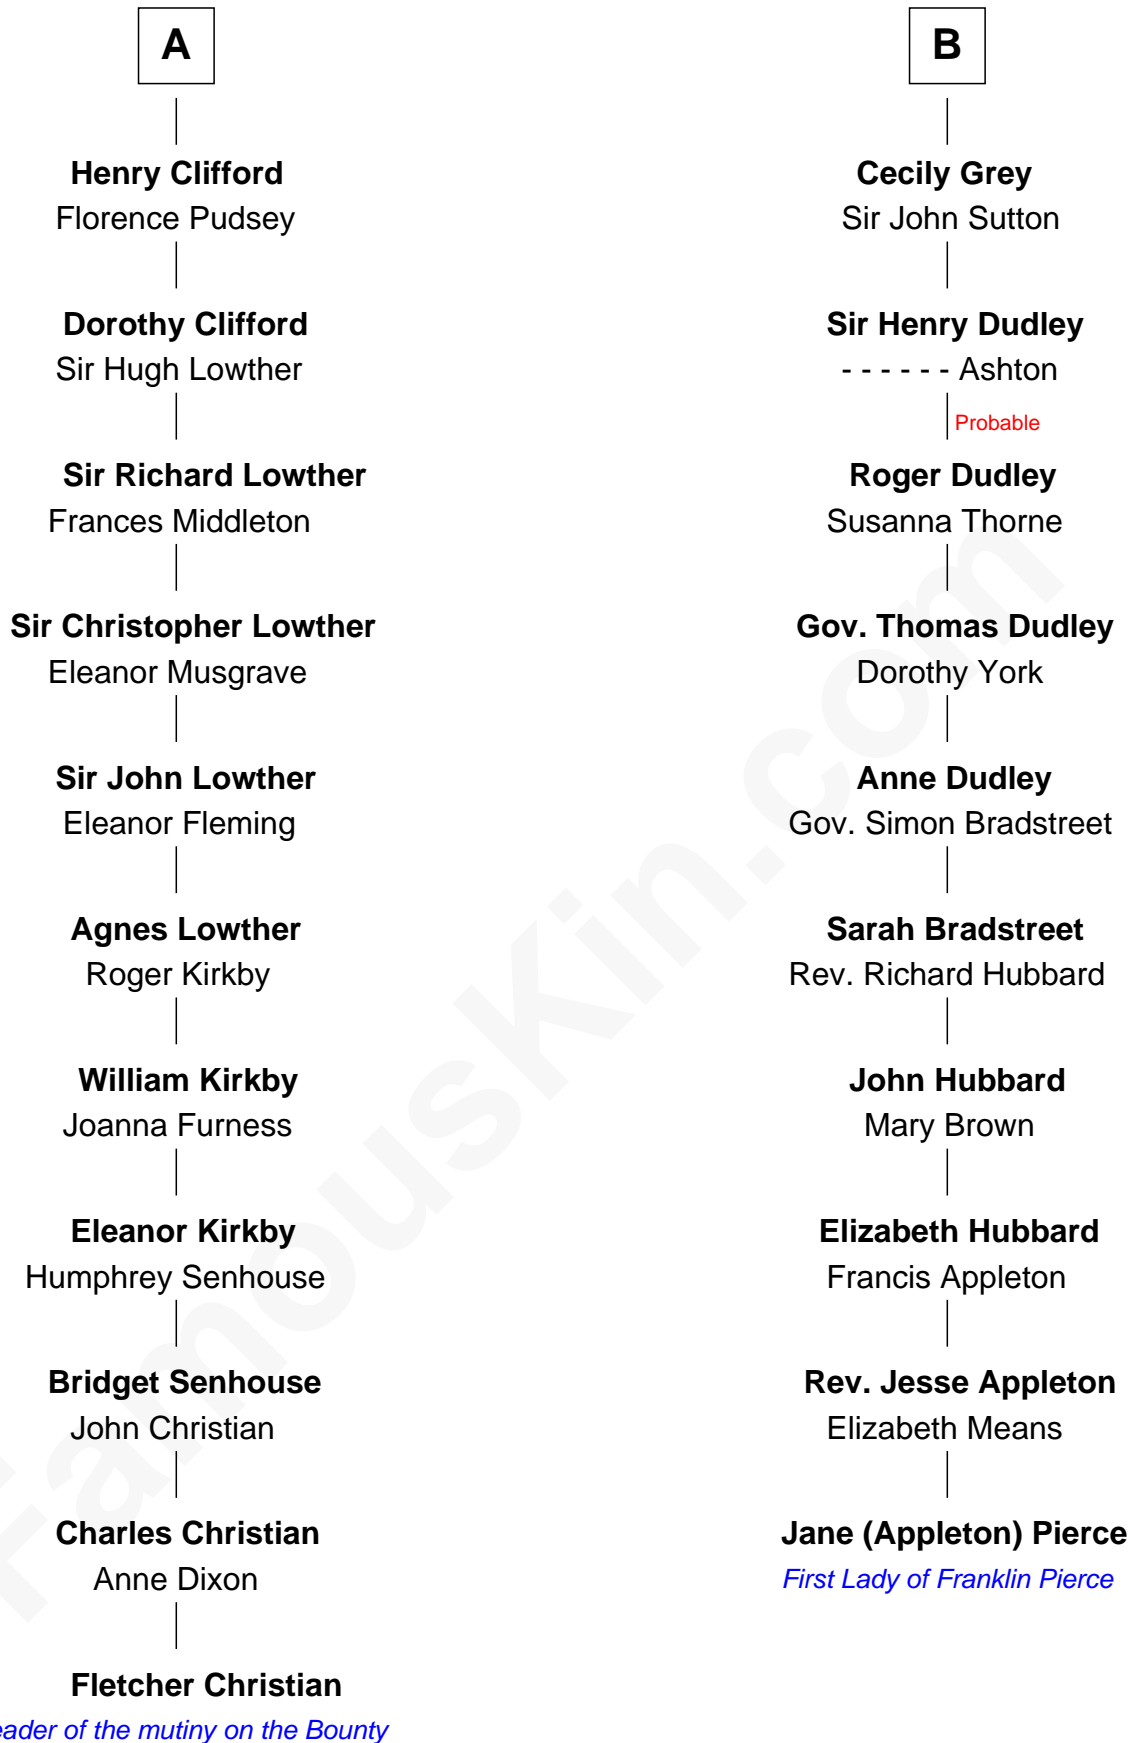 A
Henry Clifford
Florence Pudsey
Dorothy Clifford
Sir Hugh Lowther
Sir Richard Lowther
Frances Middleton
Sir Christopher Lowther
Eleanor Musgrave
Sir John Lowther
Eleanor Fleming
Agnes Lowther
Roger Kirkby
William Kirkby
Joanna Furness
Eleanor Kirkby
Humphrey Senhouse
Bridget Senhouse
John Christian
Charles Christian
Anne Dixon
Fletcher Christian
eader of the mutiny on the Bounty
B
Cecily Grey
Sir John Sutton
Sir Henry Dudley
- - - - - - Ashton
Probable
Roger Dudley
Susanna Thorne
Gov. Thomas Dudley
Dorothy York
Anne Dudley
Gov. Simon Bradstreet
Sarah Bradstreet
Rev. Richard Hubbard
John Hubbard
Mary Brown
Elizabeth Hubbard
Francis Appleton
Rev. Jesse Appleton
Elizabeth Means
Jane (Appleton) Pierce
First Lady of Franklin Pierce
FamousKin.com